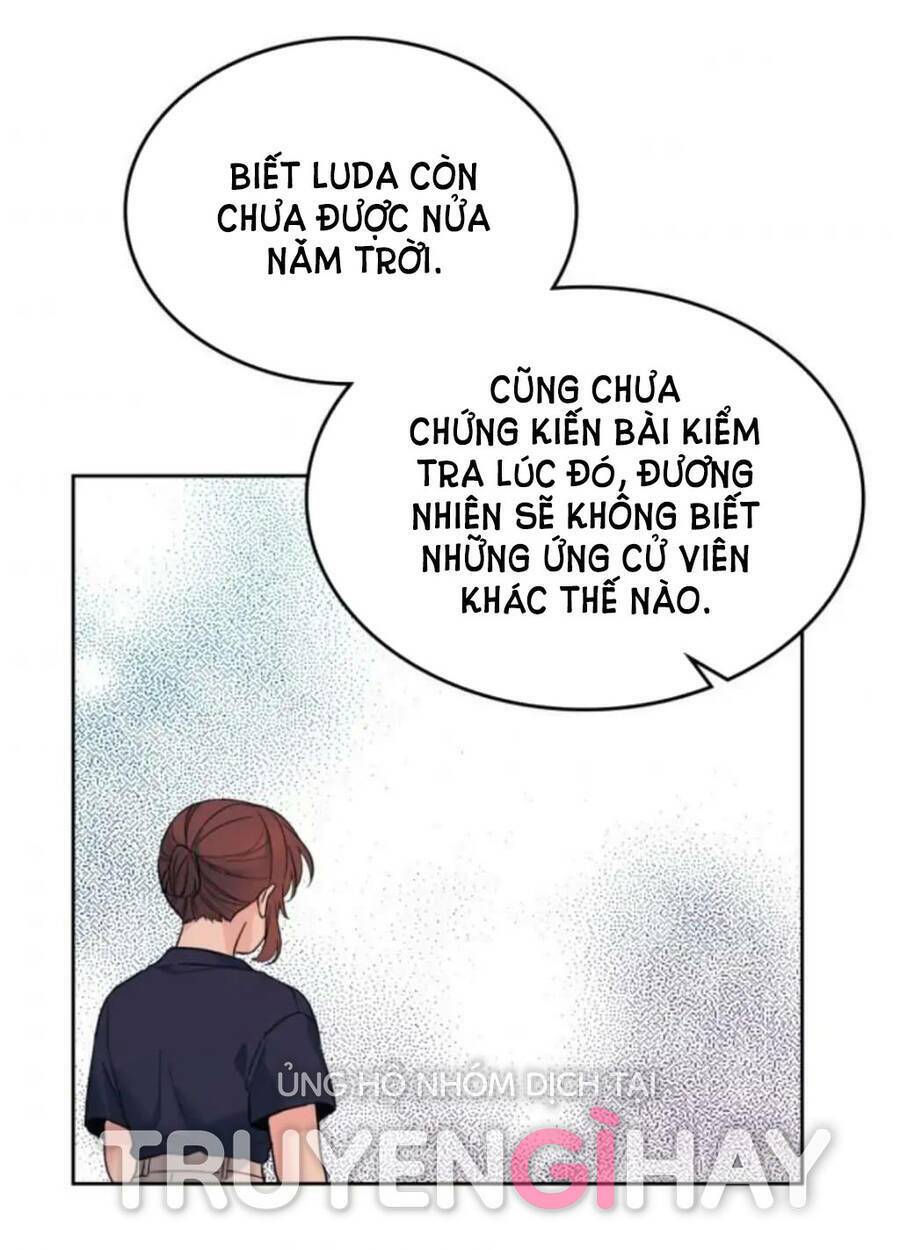 BIẾT LUDA CÒN
CHƯA ĐƯỢC NỬA
NĂM TRỜI.
CŨNG CHƯA
CHỨNG KIẾN BÀI KIỂM
TRA LÚC ĐÓ, ĐƯƠNG
NHIÊN SẼ KHÔNG BIẾT
NHỮNG ỨNG CỬ VIÊN
KHÁC THẾ NÀO.
ỦNG HỘ NHÓM DỊCH TẠI
TRUYENGÌHAY